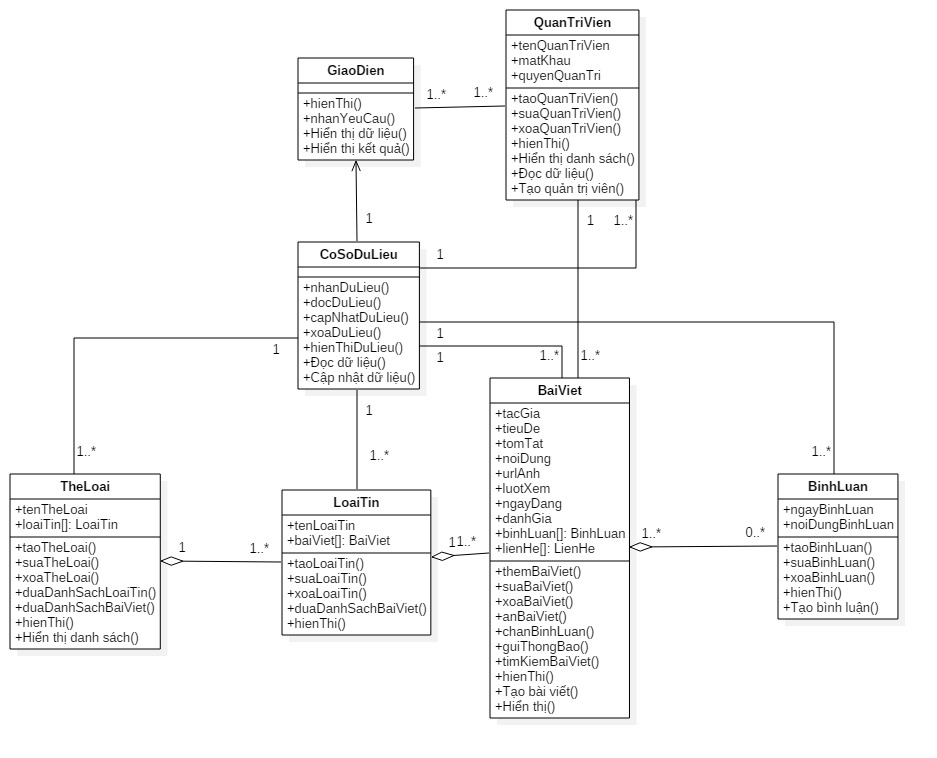 QuanTriVien
+tenQuanTriVien
+matKhau
+quyenQuanTri
+taoQuanTriVien()
+suaQuanTriVien()
+xoaQuanTriVien()
+hienThi()
+Hiển thị danh sách()
+Đọc dữ liệu()
+Tạo quản trị viên()
GiaoDien
+hienThi()
+nhanYeuCau()
+Hiển thị dữ liệu()
+Hiển thị kết quả()
1..*
1..*
1
1
1..*
1
CoSoDuLieu
+nhanDuLieu()
+docDuLieu()
+capNhatDuLieu()
+xoaDuLieu()
+hienThiDuLieu()
+Đọc dữ liệu()
+Cập nhật dữ liệu()
1
1
1
1..*
1..*
1
1..*
1..*
1..*
BaiViet
+tacGia
+tieuDe
+tomTat
+noiDung
+urlAnh
+luotXem
+ngayDang
+danhGia
+binhLuan[]: BinhLuan
+lienHe[]: LienHe
+themBaiViet()
+suaBaiViet()
+xoaBaiViet()
+anBaiViet()
+chanBinhLuan()
+guiThongBao()
+timKiemBaiViet()
+hienThi()
+Tạo bài viết()
+Hiển thị()
TheLoai
+tenTheLoai
+loaiTin[]: LoaiTin
+taoTheLoai()
+suaTheLoai()
+xoaTheLoai()
+duaDanhSachLoaiTin()
+duaDanhSachBaiViet()
+hienThi()
+Hiển thị danh sách()
1
1..*
LoaiTin
+tenLoaiTin
+baiViet[]: BaiViet
+taoLoaiTin()
+suaLoaiTin()
+xoaLoaiTin()
+duaDanhSachBaiViet()
+hienThi()
1
1..*
1..*
0..*
BinhLuan
+ngayBinhLuan
+noiDungBinhLuan
+taoBinhLuan()
+suaBinhLuan()
+xoaBinhLuan()
+hienThi()
+Tạo bình luận()